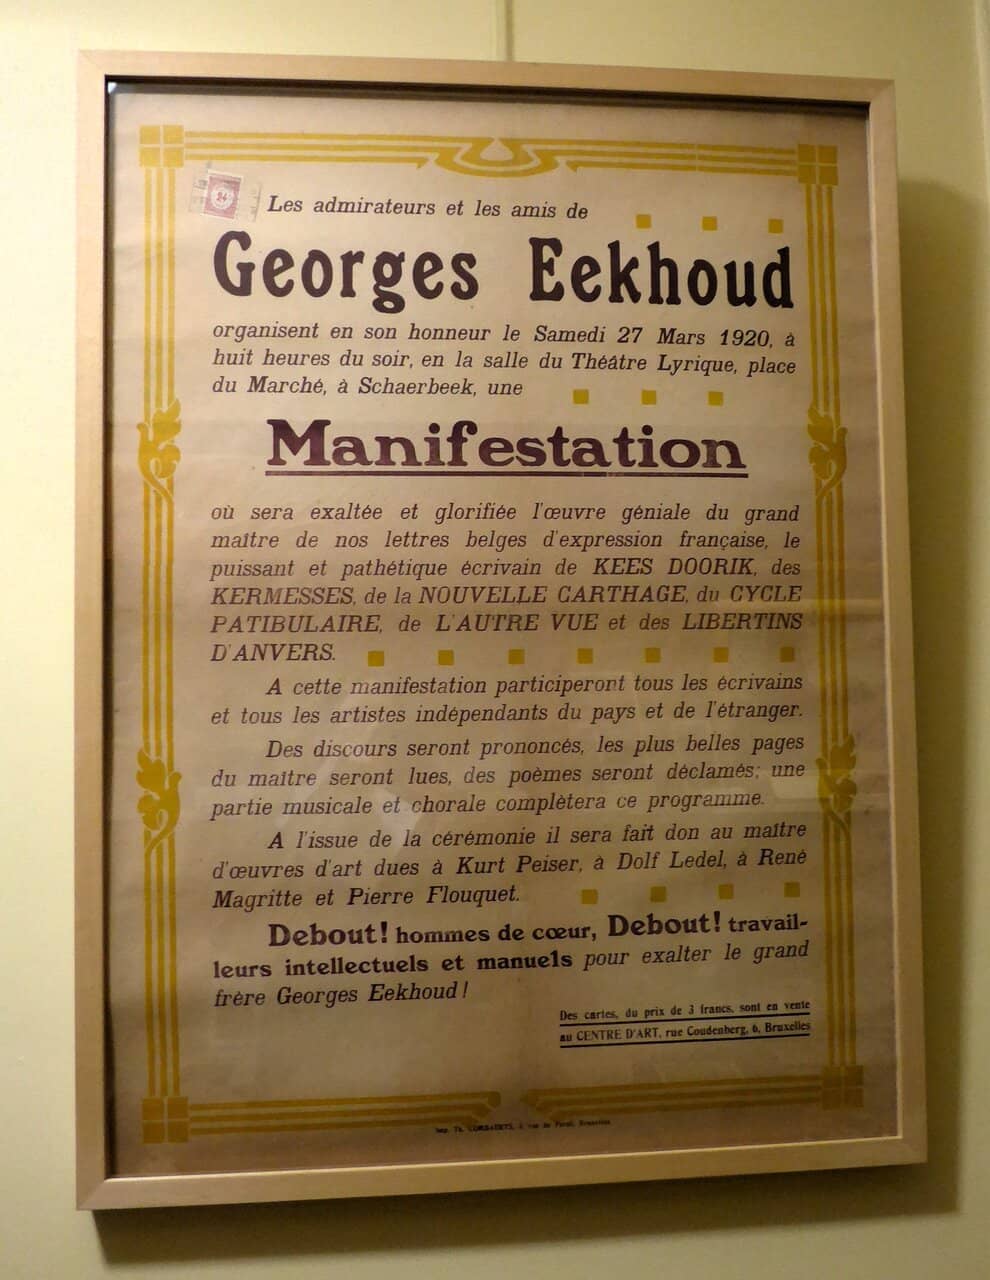 Les admirateurs et les amis de
Georges Eekhoud
organisent en son honneur le Samedi 27 Mars 1920, à
huit heures du soir, en la salle du Théâtre Lyrique, place
du Marché, à Schaerbeek, une
Manifestation
où sera exaltée et glorifiée l'œuvre géniale du grand
maître de nos lettres belges d'expression française, le
puissant et pathétique écrivain de KEES DOORIK, des
KERMESSES, de la NOUVELLE CARTHAGE, du CYCLE
PATIBULAIRE, de L'AUTRE VUE et des LIBERTINS
D'ANVERS.
A cette manifestation participeront tous les écrivains
et tous les artistes indépendants du pays et de l'étranger.
Des discours seront prononcés, les plus belles pages
du maître seront lues, des poèmes seront déclamés; une
partie musicale et chorale complètera ce programme.
A l'issue de la cérémonie il sera fait don au maître
d'œuvres d'art dues à Kurt Peiser, à Dolf Ledel, à René
Magritte et Pierre Flouquet.
Debout! hommes de cœur, Debout! travail-
leurs intellectuels et manuels pour exalter le grand
frère Georges Eekhoud!
Des cartes, du prix de 3 francs, sont en vente
au CENTRE D'ART, rue Coudenberg, 6, Bruxelles
Imp. Th. rue de Bruxelles